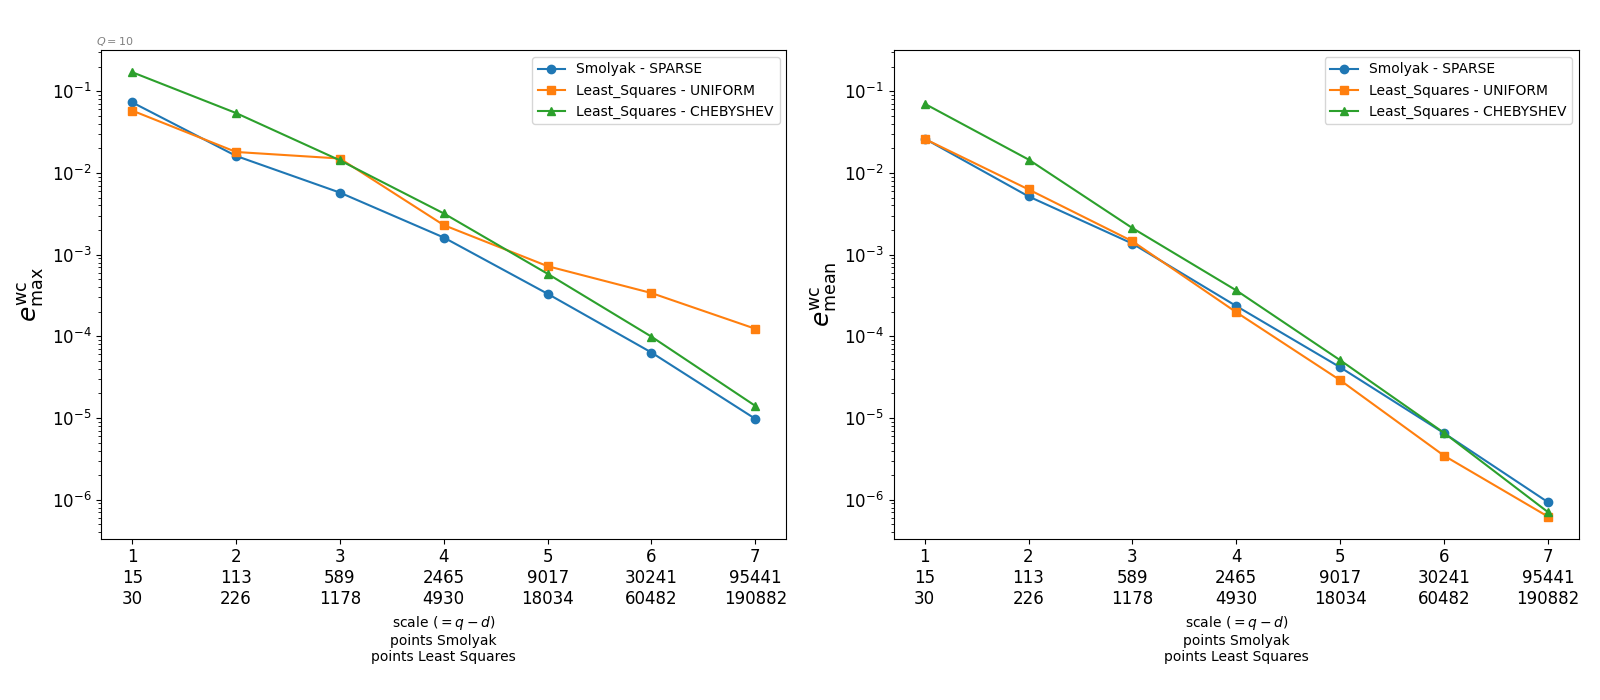 Q = 10
Smolyak - SPARSE
Least_Squares - UNIFORM
Least_Squares - CHEBYSHEV
10⁻¹
10⁻²
10⁻³
10⁻⁴
10⁻⁵
10⁻⁶
e^wc_max
1 2 3 4 5 6 7
15 113 589 2465 9017 30241 95441
30 226 1178 4930 18034 60482 190882
scale (= q − d)
points Smolyak
points Least Squares
Smolyak - SPARSE
Least_Squares - UNIFORM
Least_Squares - CHEBYSHEV
10⁻¹
10⁻²
10⁻³
10⁻⁴
10⁻⁵
10⁻⁶
e^wc_mean
1 2 3 4 5 6 7
15 113 589 2465 9017 30241 95441
30 226 1178 4930 18034 60482 190882
scale (= q − d)
points Smolyak
points Least Squares